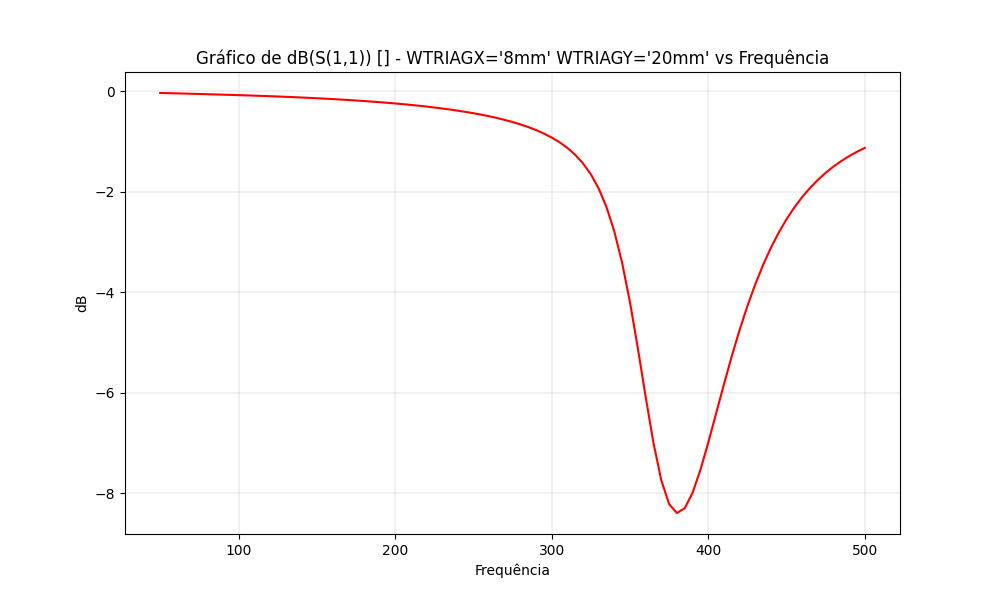 Gráfico de dB(S(1,1)) [] - WTRIAGX='8mm' WTRIAGY='20mm' vs Frequência
0
−2
−4
−6
−8
dB
100 200 300 400 500
Frequência